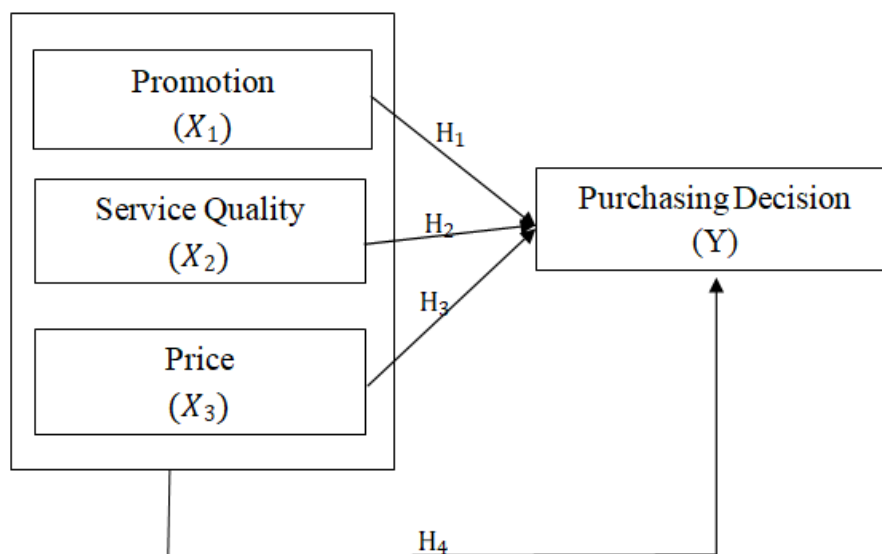 Promotion
(𝑋₁)
H₁
Service Quality
(𝑋₂)
H₂
Purchasing Decision
(Y)
H₃
Price
(𝑋₃)
H₄